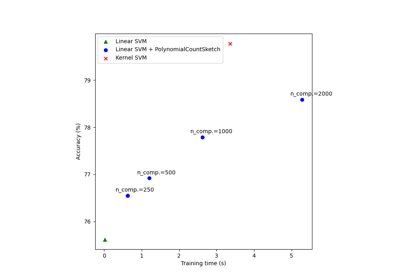 Linear SVM
Linear SVM + PolynomialCountSketch
Kernel SVM
79
n_comp.=2000
78
n_comp.=1000
77
n_comp.=500
n_comp.=250
76
Accuracy (%)
0 1 2 3 4 5
Training time (s)